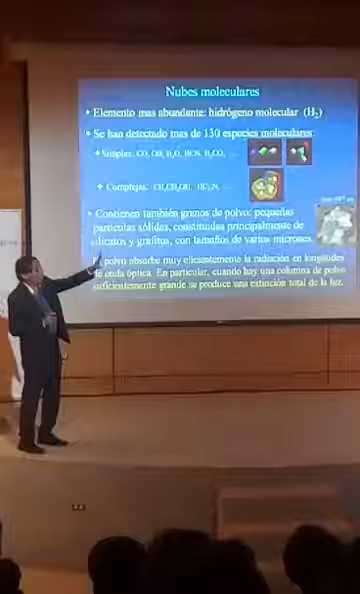 Nubes moleculares
• Elemento mas abundante: hidrógeno molecular (H₂)
• Se han detectado mas de 130 especies moleculares:
Simples: CO, OH, H₂O, HCN, H₂CO, ...
Complejas: CH₃CH₂OH, HC₁₁N, ...
• Contienen también granos de polvo: pequeñas
partículas sólidas, constituidas principalmente de
silicatos y grafitos, con tamaños de varios micrones.
El polvo absorbe muy eficientemente la radiación en longitudes
de onda óptica. En particular, cuando hay una columna de polvo
suficientemente grande se produce una extinción total de la luz.